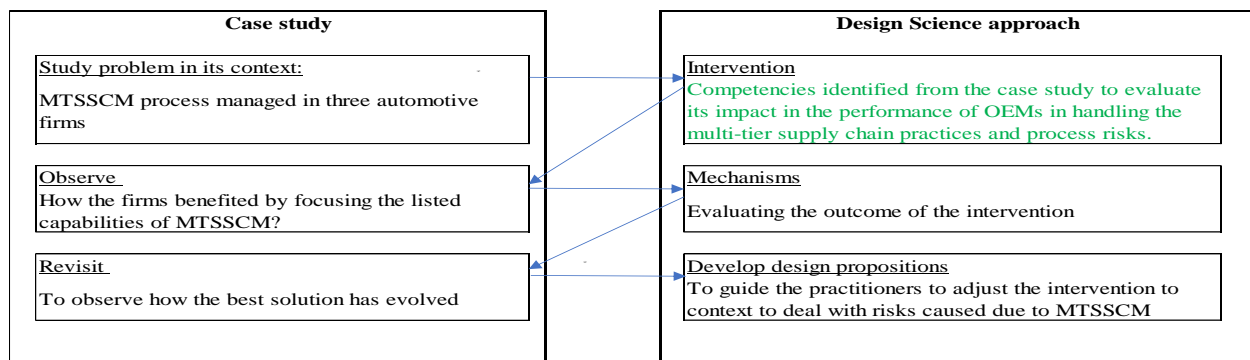 Case study
Study problem in its context:
MTSSCM process managed in three automotive
firms
Observe
How the firms benefited by focusing the listed
capabilities of MTSSCM?
Revisit
To observe how the best solution has evolved
Design Science approach
Intervention
Competencies identified from the case study to evaluate
its impact in the performance of OEMs in handling the
multi-tier supply chain practices and process risks.
Mechanisms
Evaluating the outcome of the intervention
Develop design propositions
To guide the practitioners to adjust the intervention to
context to deal with risks caused due to MTSSCM